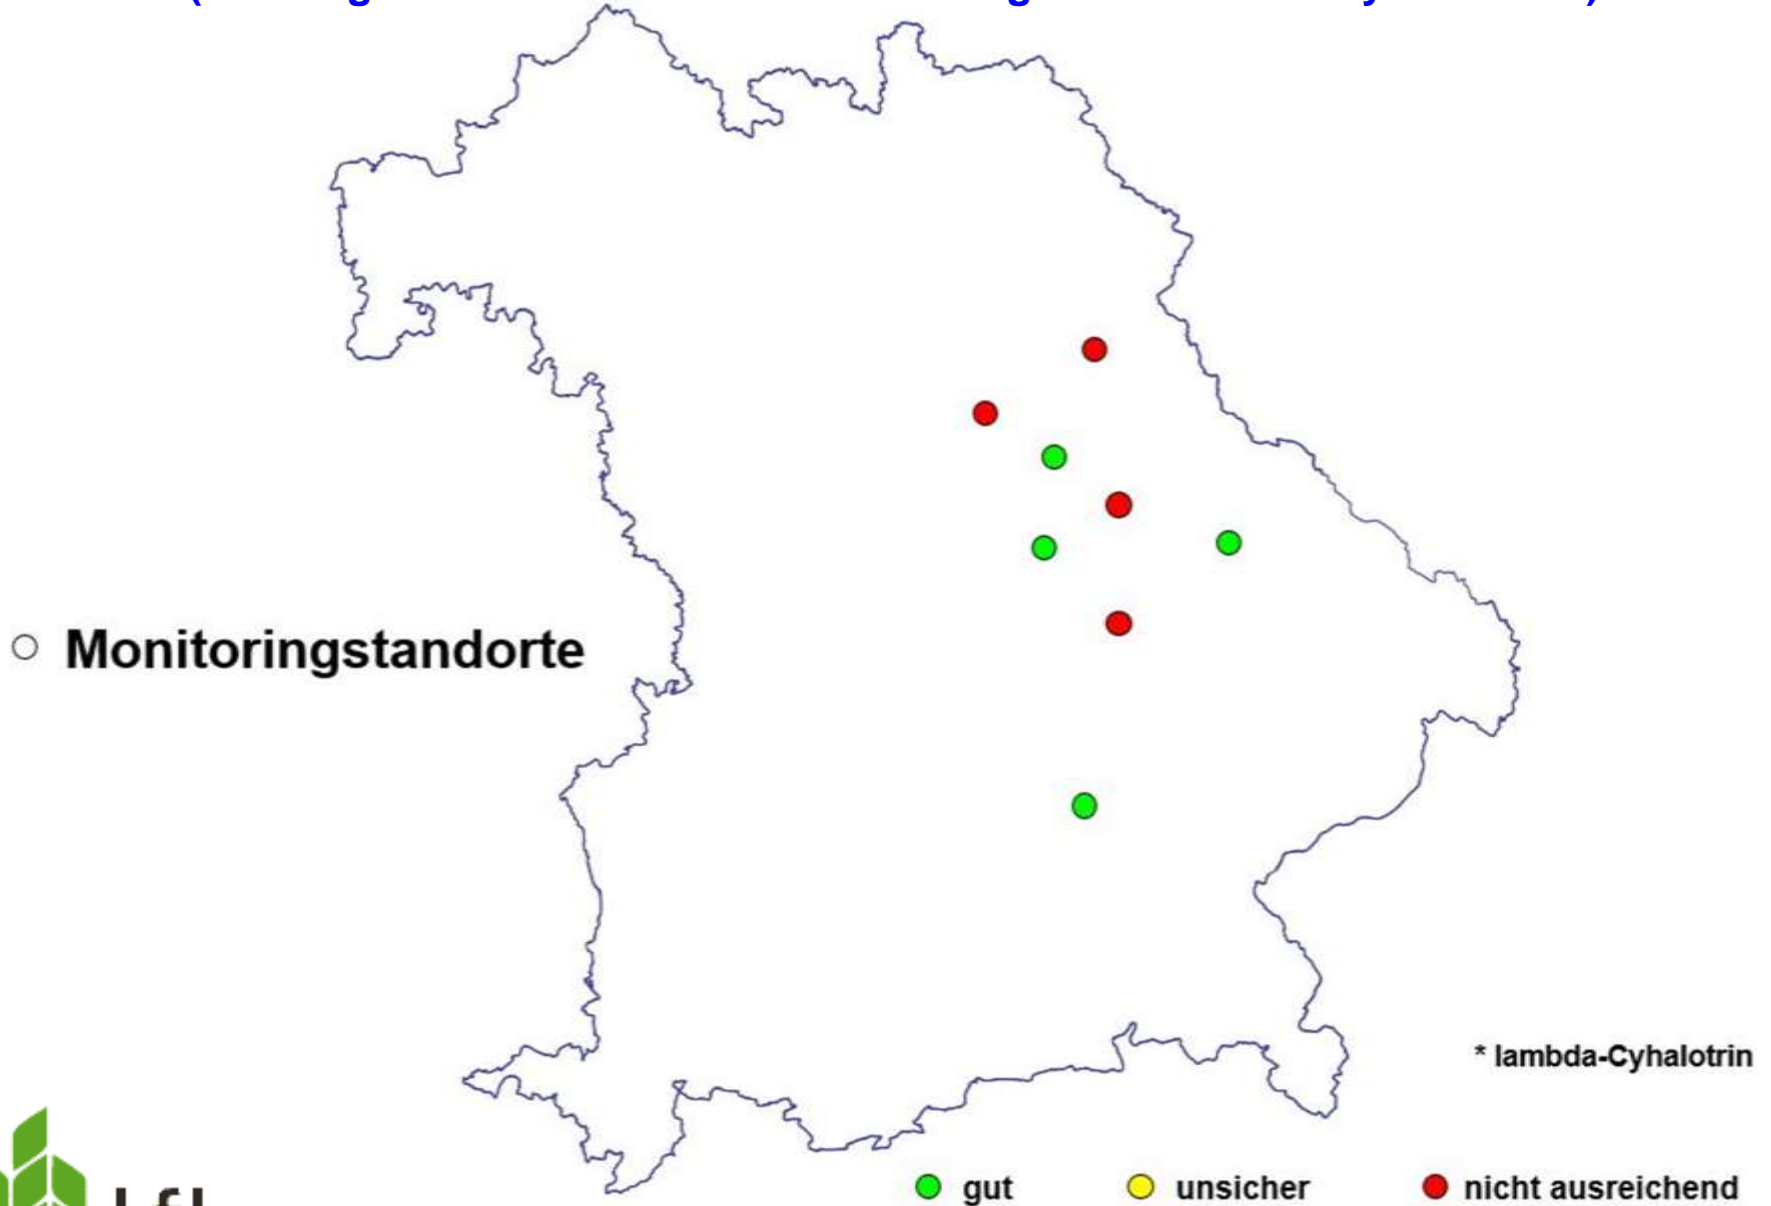 Monitoringstandorte
* lambda-Cyhalotrin
gut
unsicher
nicht ausreichend